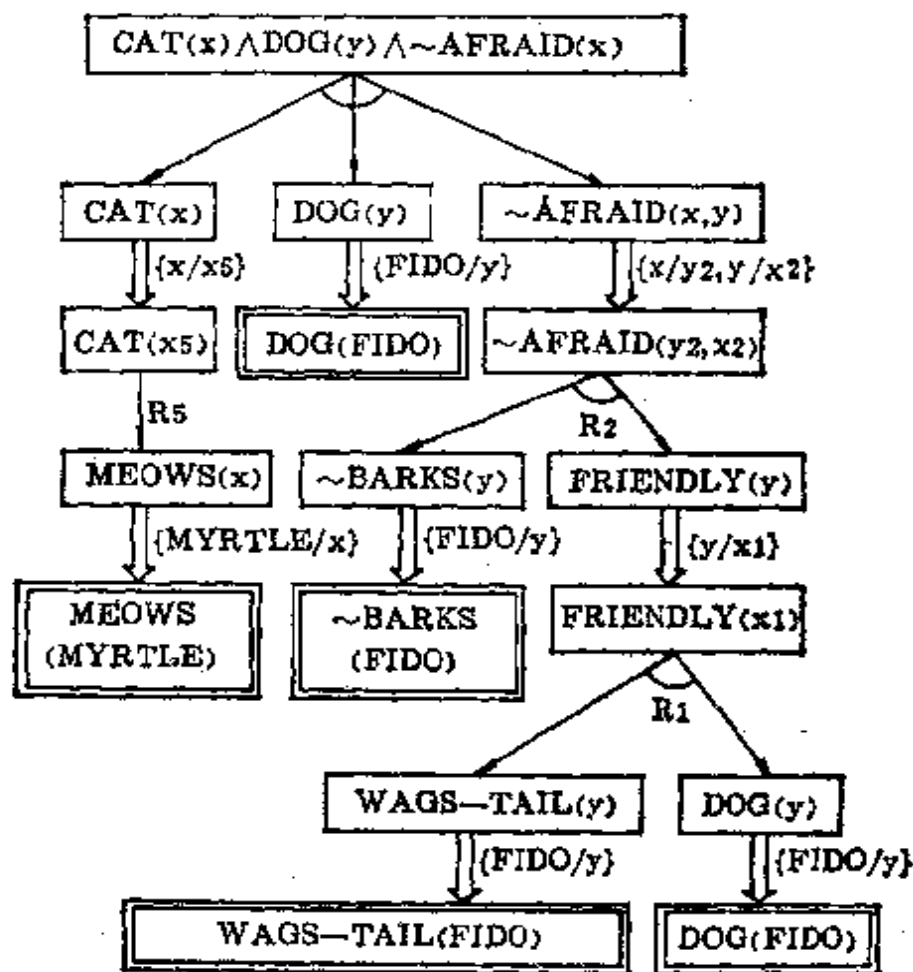 CAT(x)∧DOG(y)∧~AFRAID(x)
CAT(x)
DOG(y)
~AFRAID(x,y)
{x/x5}
{FIDO/y}
{x/y2,y/x2}
CAT(x5)
DOG(FIDO)
~AFRAID(y2,x2)
R5
R2
MEOWS(x)
~BARKS(y)
FRIENDLY(y)
{MYRTLE/x}
{FIDO/y}
{y/x1}
MEOWS
(MYRTLE)
~BARKS
(FIDO)
FRIENDLY(x1)
R1
WAGS—TAIL(y)
DOG(y)
{FIDO/y}
{FIDO/y}
WAGS—TAIL(FIDO)
DOG(FIDO)